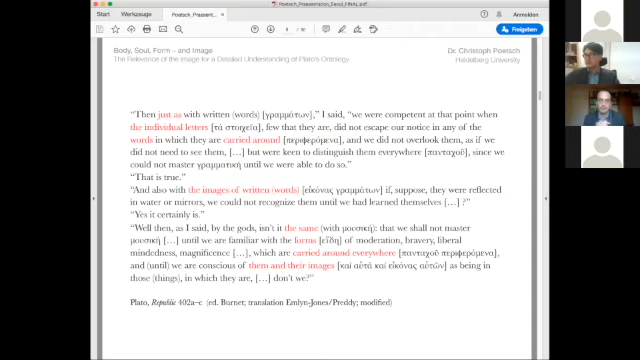 Poetsch_Praesentation_Seoul_FINAL.pdf
Start
Werkzeuge
Poetsch_Praesent...
×
Anmelden
Freigeben
Body, Soul, Form – and Image
Dr. Christoph Poetsch
The Relevance of the Image for a Detailed Understanding of Plato's Ontology
Heidelberg University
“Then just as with written (words) [γραμμάτων],” I said, “we were competent at that point when
the individual letters [τὰ στοιχεῖα], few that they are, did not escape our notice in any of the
words in which they are carried around [περιφερόμενα], and we did not overlook them, as if we
did not need to see them, […] but were keen to distinguish them everywhere [πανταχοῦ], since we
could not master γραμματική until we were able to do so.”
“That is true.”
“And also with the images of written (words) [εἰκόνας γραμμάτων] if, suppose, they were reflected
in water or mirrors, we could not recognize them until we had learned themselves […] ?”
“Yes it certainly is.”
“Well then, as I said, by the gods, isn't it the same (with μουσική): that we shall not master
μουσική […] until we are familiar with the forms [εἴδη] of moderation, bravery, liberal
mindedness, magnificence […], which are carried around everywhere [πανταχοῦ περιφερόμενα],
and (until) we are conscious of them and their images [καὶ αὐτὰ καὶ εἰκόνας αὐτῶν] as being in
those (things), in which they are, […] don't we?”
Plato, Republic 402a–c (ed. Burnet; translation Emlyn-Jones/Preddy; modified)